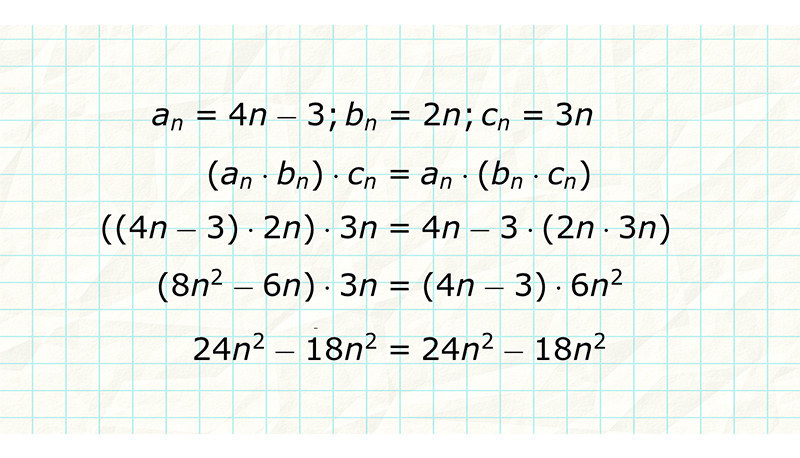 aₙ = 4n − 3; bₙ = 2n; cₙ = 3n
(aₙ · bₙ) · cₙ = aₙ · (bₙ · cₙ)
((4n − 3) · 2n) · 3n = 4n − 3 · (2n · 3n)
(8n² − 6n) · 3n = (4n − 3) · 6n²
24n² − 18n² = 24n² − 18n²